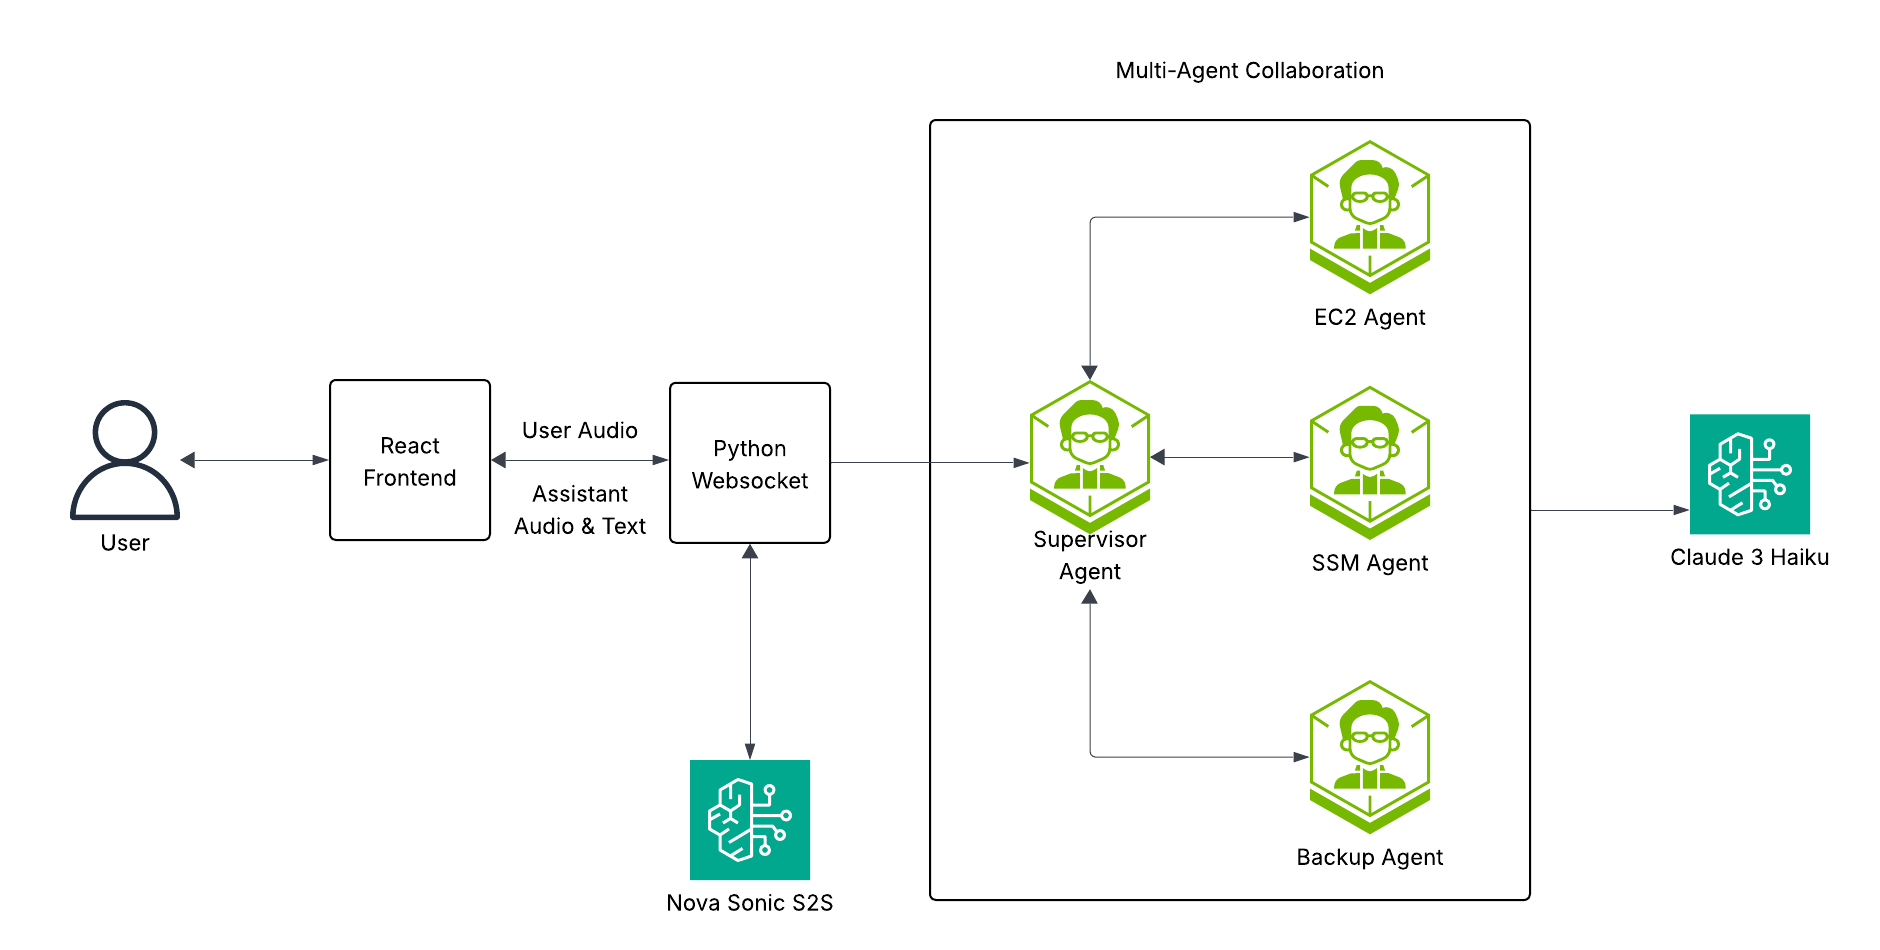 Multi-Agent Collaboration
EC2 Agent
React
Frontend
User Audio
Assistant
Audio & Text
Python
Websocket
Supervisor
Agent
SSM Agent
Claude 3 Haiku
User
Backup Agent
Nova Sonic S2S